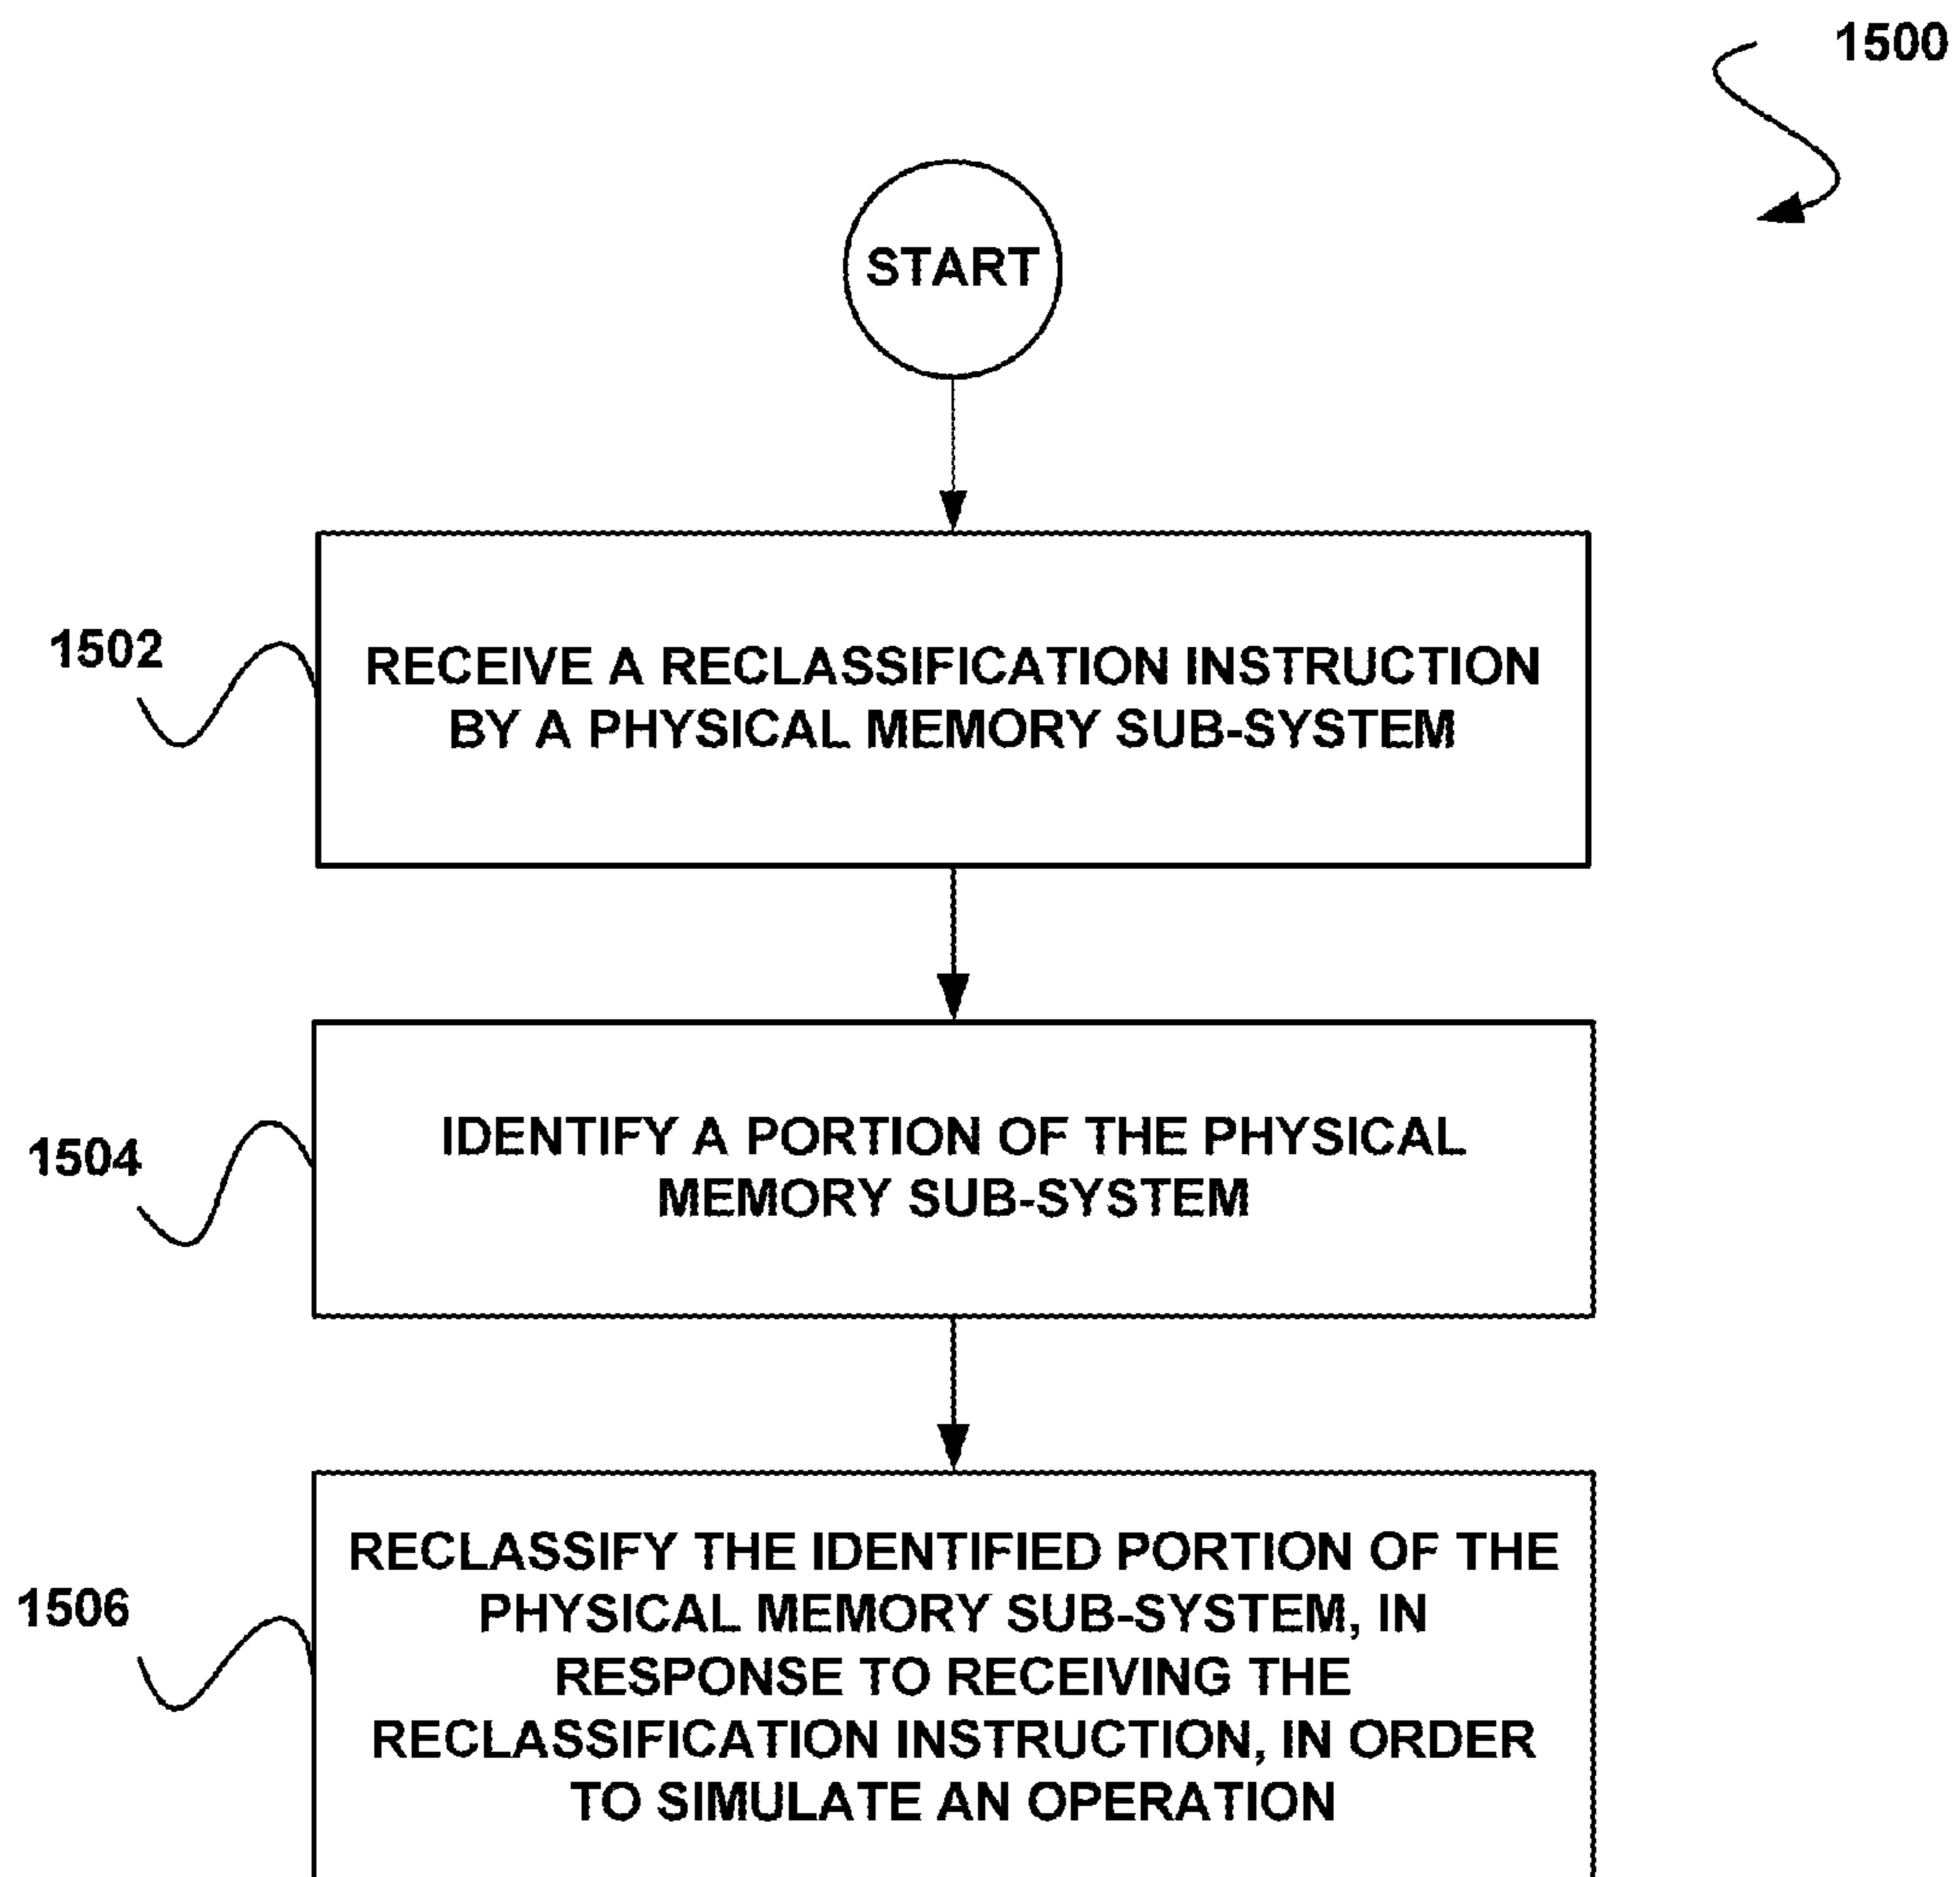 1500
START
1502
RECEIVE A RECLASSIFICATION INSTRUCTION
BY A PHYSICAL MEMORY SUB-SYSTEM
1504
IDENTIFY A PORTION OF THE PHYSICAL
MEMORY SUB-SYSTEM
1506
RECLASSIFY THE IDENTIFIED PORTION OF THE
PHYSICAL MEMORY SUB-SYSTEM, IN
RESPONSE TO RECEIVING THE
RECLASSIFICATION INSTRUCTION, IN ORDER
TO SIMULATE AN OPERATION